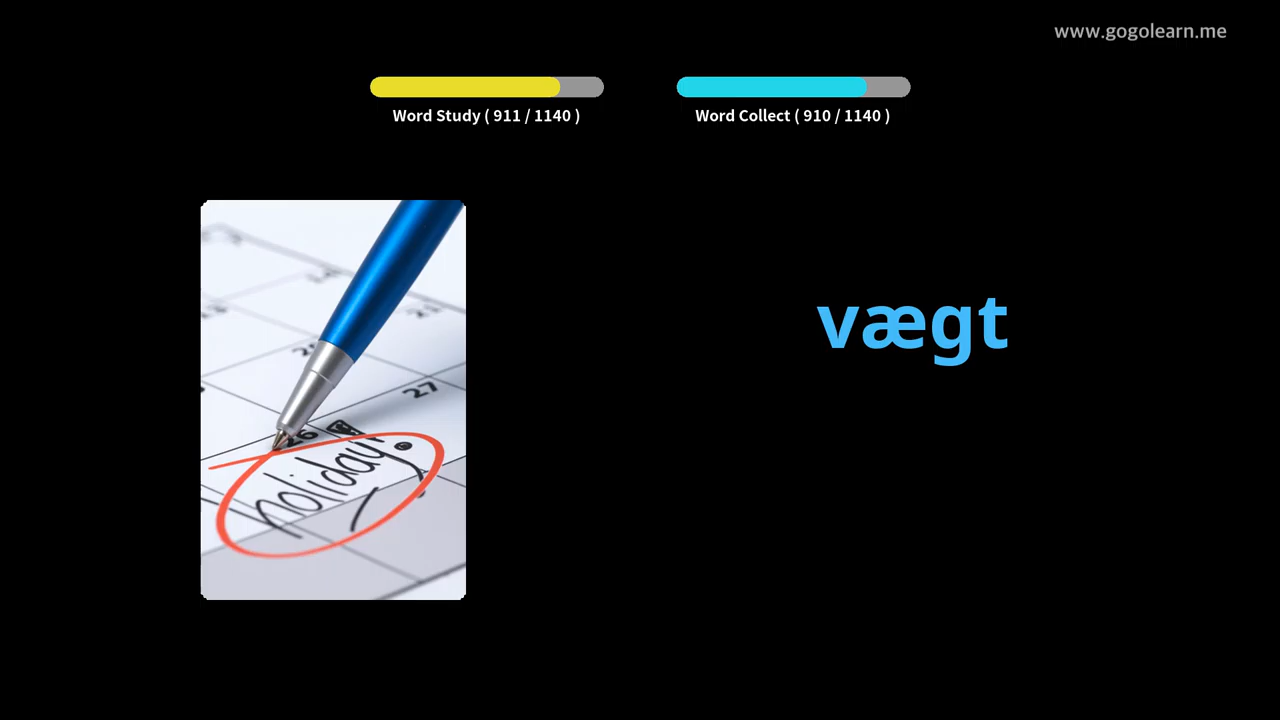 www.gogolearn.me
Word Study ( 911 / 1140 )
Word Collect ( 910 / 1140 )
vægt
27
26
holiday!